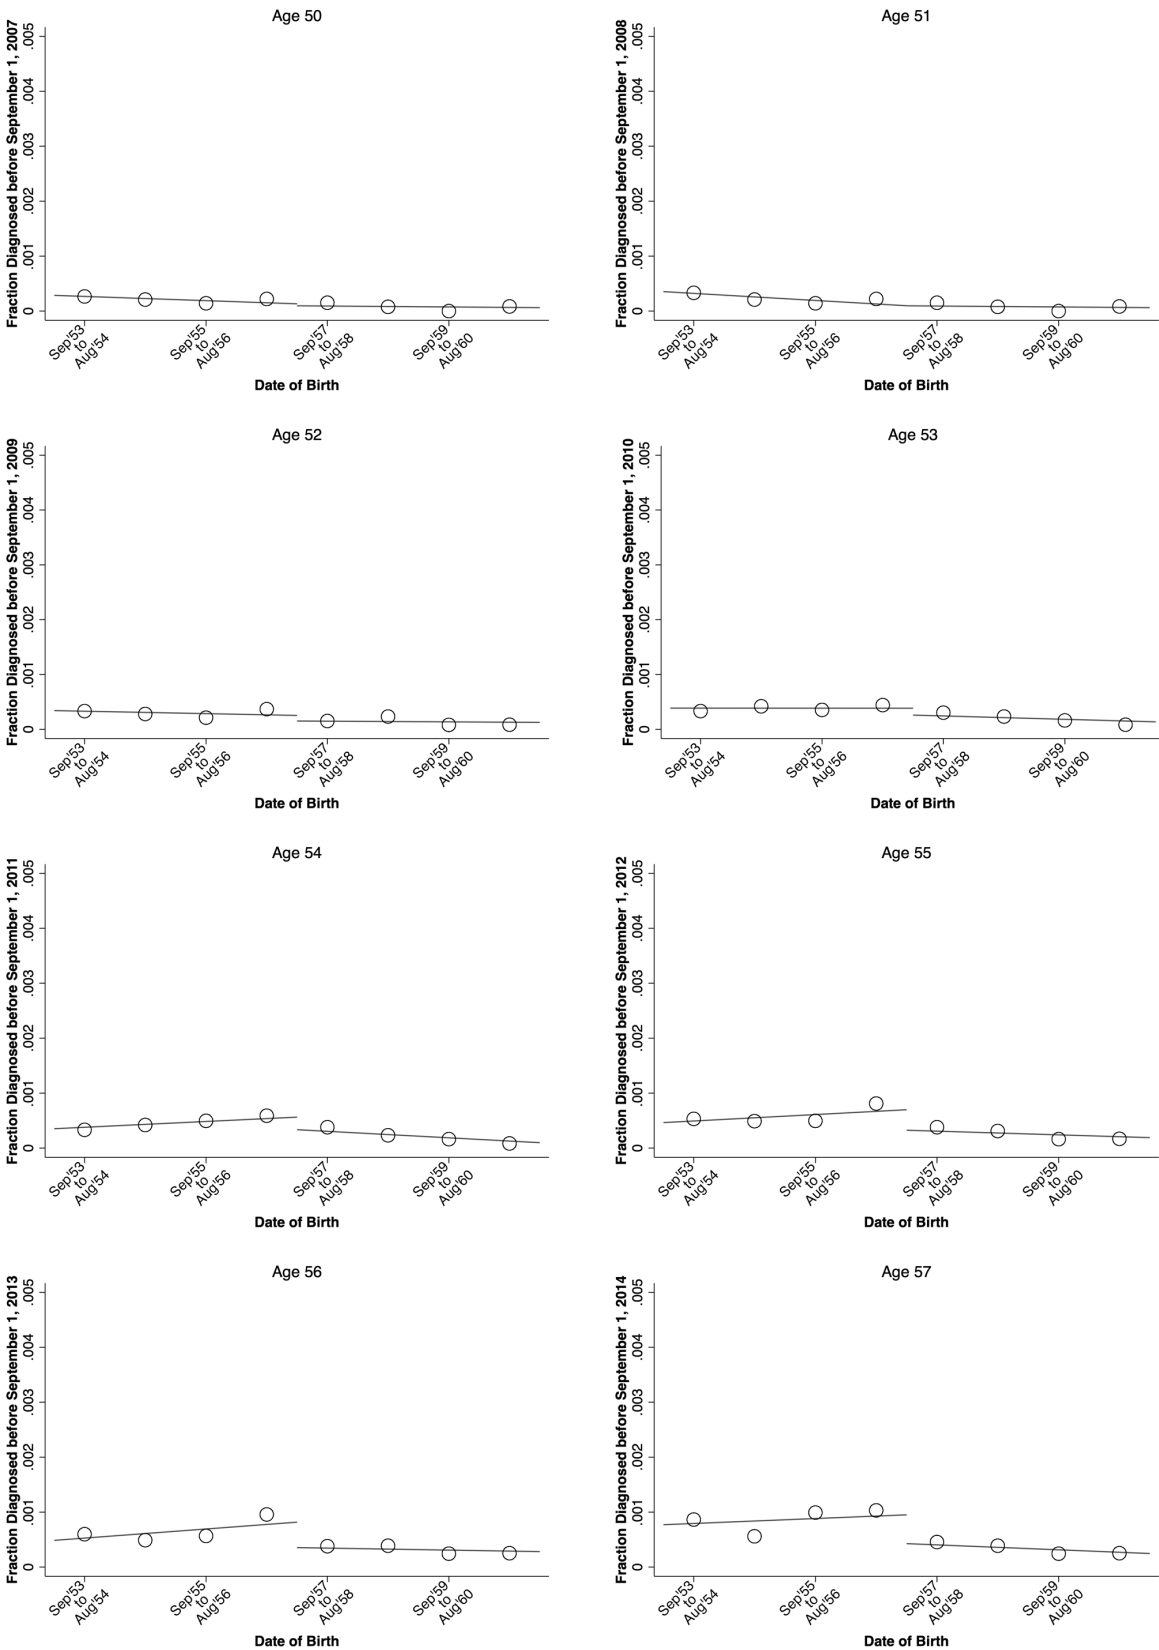 Age 50
Fraction Diagnosed before September 1, 2007
.005
.004
.003
.002
.001
0
Sep'53
to
Aug'54
Sep'55
to
Aug'56
Sep'57
to
Aug'58
Sep'59
to
Aug'60
Date of Birth
Age 51
Fraction Diagnosed before September 1, 2008
.005
.004
.003
.002
.001
0
Sep'53
to
Aug'54
Sep'55
to
Aug'56
Sep'57
to
Aug'58
Sep'59
to
Aug'60
Date of Birth
Age 52
Fraction Diagnosed before September 1, 2009
.005
.004
.003
.002
.001
0
Sep'53
to
Aug'54
Sep'55
to
Aug'56
Sep'57
to
Aug'58
Sep'59
to
Aug'60
Date of Birth
Age 53
Fraction Diagnosed before September 1, 2010
.005
.004
.003
.002
.001
0
Sep'53
to
Aug'54
Sep'55
to
Aug'56
Sep'57
to
Aug'58
Sep'59
to
Aug'60
Date of Birth
Age 54
Fraction Diagnosed before September 1, 2011
.005
.004
.003
.002
.001
0
Sep'53
to
Aug'54
Sep'55
to
Aug'56
Sep'57
to
Aug'58
Sep'59
to
Aug'60
Date of Birth
Age 55
Fraction Diagnosed before September 1, 2012
.005
.004
.003
.002
.001
0
Sep'53
to
Aug'54
Sep'55
to
Aug'56
Sep'57
to
Aug'58
Sep'59
to
Aug'60
Date of Birth
Age 56
Fraction Diagnosed before September 1, 2013
.005
.004
.003
.002
.001
0
Sep'53
to
Aug'54
Sep'55
to
Aug'56
Sep'57
to
Aug'58
Sep'59
to
Aug'60
Date of Birth
Age 57
Fraction Diagnosed before September 1, 2014
.005
.004
.003
.002
.001
0
Sep'53
to
Aug'54
Sep'55
to
Aug'56
Sep'57
to
Aug'58
Sep'59
to
Aug'60
Date of Birth